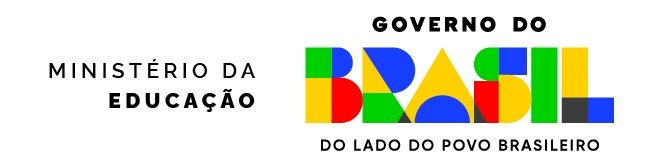 MINISTÉRIO DA
EDUCAÇÃO
GOVERNO DO
BRASIL
DO LADO DO POVO BRASILEIRO